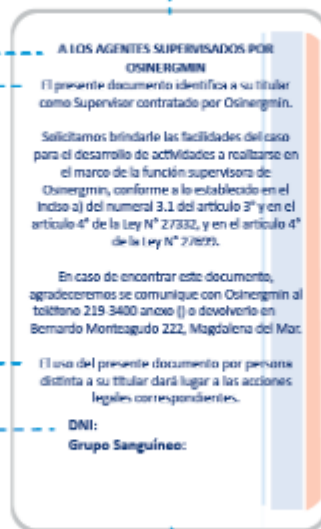 A LOS AGENTES SUPERVISADOS POR
OSINERGMIN
El presente documento identifica a su titular
como Supervisor contratado por Osinergmin.
Solicitamos brindarle las facilidades del caso
para el desarrollo de actividades a realizarse en
el marco de la función supervisora de
Osinergmin, conforme a lo establecido en el
inciso a) del numeral 3.1 del artículo 3° y en el
artículo 4° de la Ley N° 27332, y en el artículo 4°
de la Ley N° 27699.
En caso de encontrar este documento,
agradeceremos se comunique con Osinergmin al
teléfono 219-3400 anexo () o devolverlo en
Bernardo Monteagudo 222, Magdalena del Mar.
El uso del presente documento por persona
distinta a su titular dará lugar a las acciones
legales correspondientes.
DNI:
Grupo Sanguíneo: